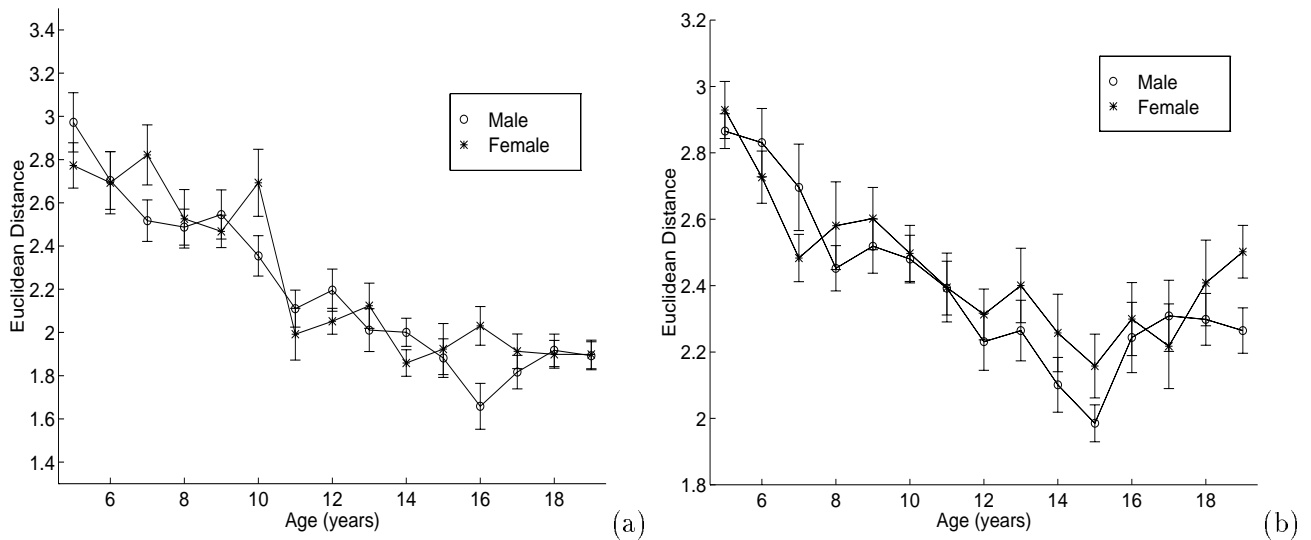 3.4
3.2
3
2.8
2.6
2.4
2.2
2
1.8
1.6
1.4
Euclidean Distance
Male
Female
6 8 10 12 14 16 18
Age (years)
(a)
3.2
3
2.8
2.6
2.4
2.2
2
1.8
Euclidean Distance
Male
Female
6 8 10 12 14 16 18
Age (years)
(b)